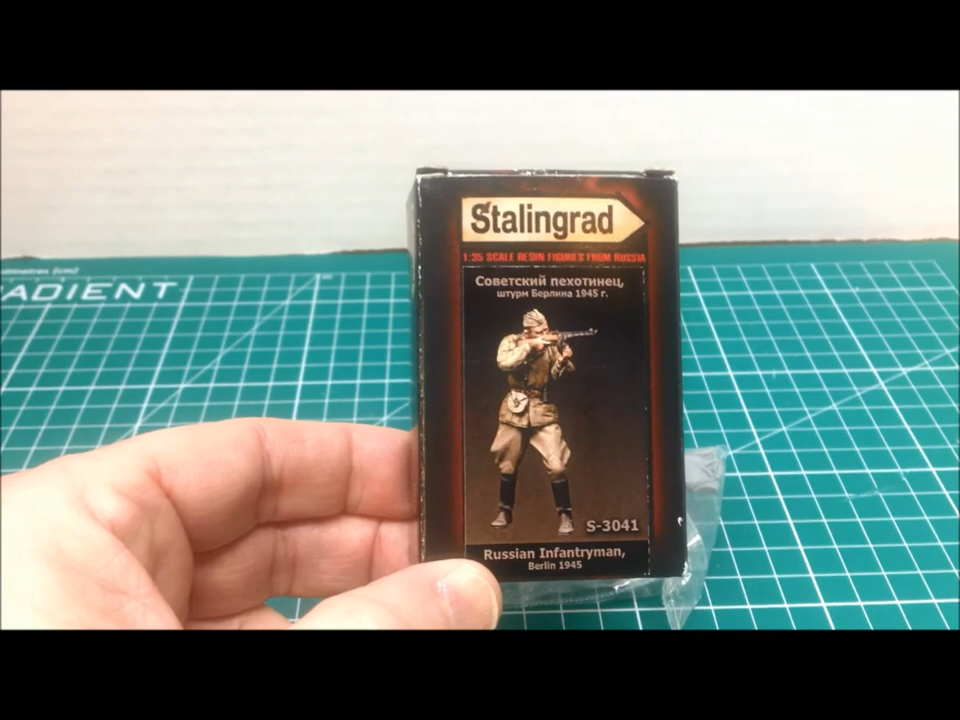 Stalingrad
1:35 SCALE RESIN FIGURES FROM RUSSIA
Советский пехотинец,
штурм Берлина 1945 г.
S-3041
Russian Infantryman,
Berlin 1945
(cm)
ADIENT